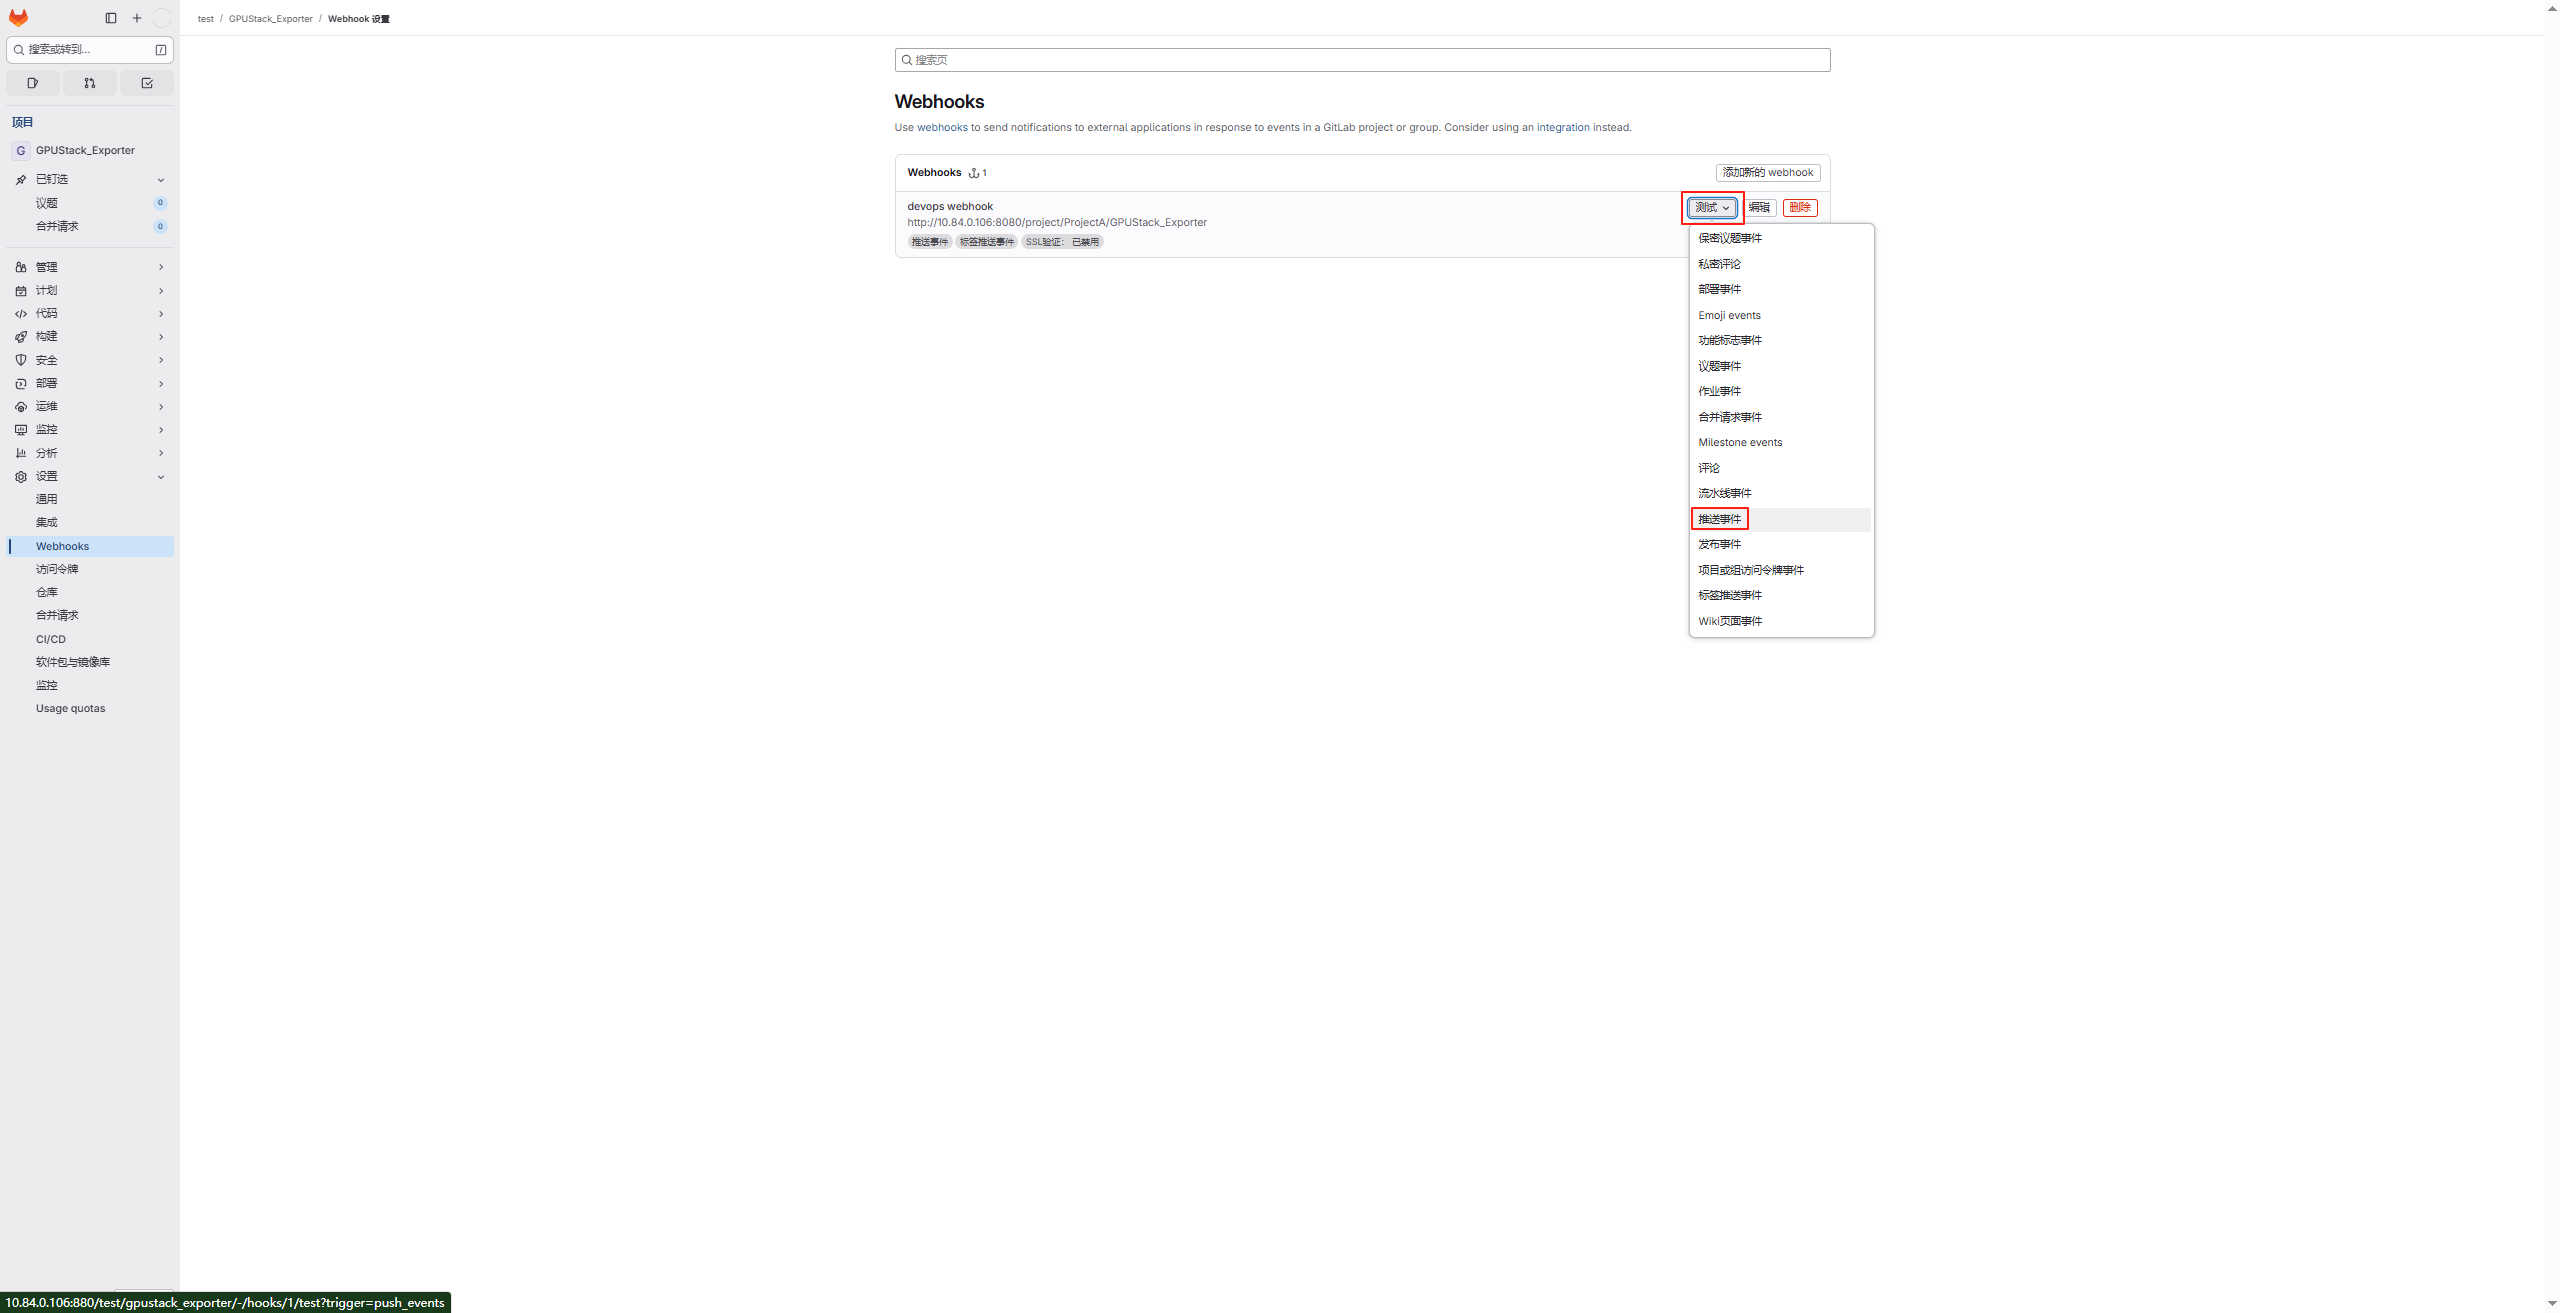 test / GPUStack_Exporter / Webhook 设置
搜索或转到...
项目
G GPUStack_Exporter
已钉选
议题 0
合并请求 0
管理
计划
代码
构建
安全
部署
运维
监控
分析
设置
通用
集成
Webhooks
访问令牌
仓库
合并请求
CI/CD
软件包与镜像库
监控
Usage quotas
搜索页
Webhooks
Use webhooks to send notifications to external applications in response to events in a GitLab project or group. Consider using an integration instead.
Webhooks 1 添加新的 webhook
devops webhook 测试 编辑 删除
http://10.84.0.106:8080/project/ProjectA/GPUStack_Exporter
推送事件 标签推送事件 SSL验证: 已禁用
保密议题事件
私密评论
部署事件
Emoji events
功能标志事件
议题事件
作业事件
合并请求事件
Milestone events
评论
流水线事件
推送事件
发布事件
项目或组访问令牌事件
标签推送事件
Wiki页面事件
10.84.0.106:880/test/gpustack_exporter/-/hooks/1/test?trigger=push_events